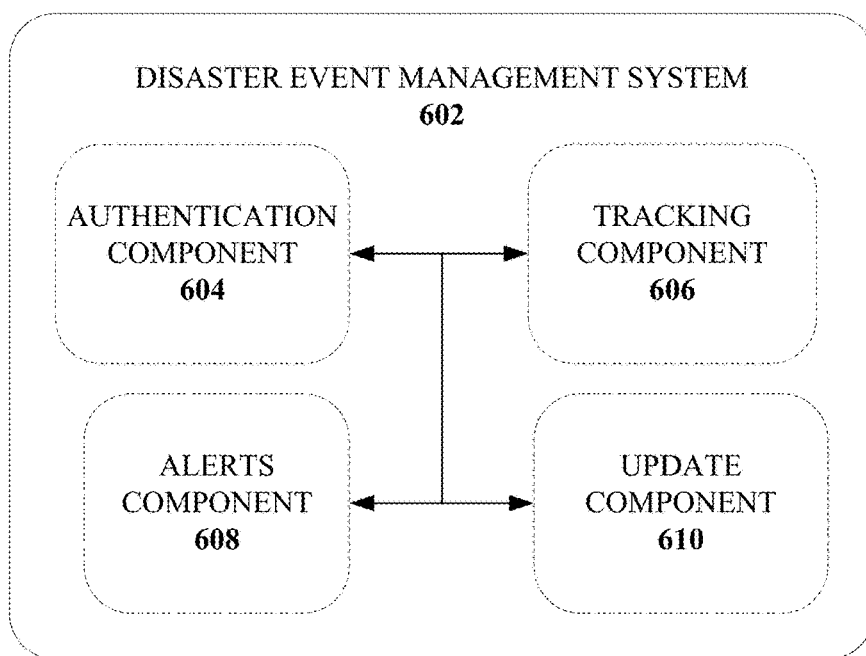 DISASTER EVENT MANAGEMENT SYSTEM
602
AUTHENTICATION
COMPONENT
604
TRACKING
COMPONENT
606
ALERTS
COMPONENT
608
UPDATE
COMPONENT
610